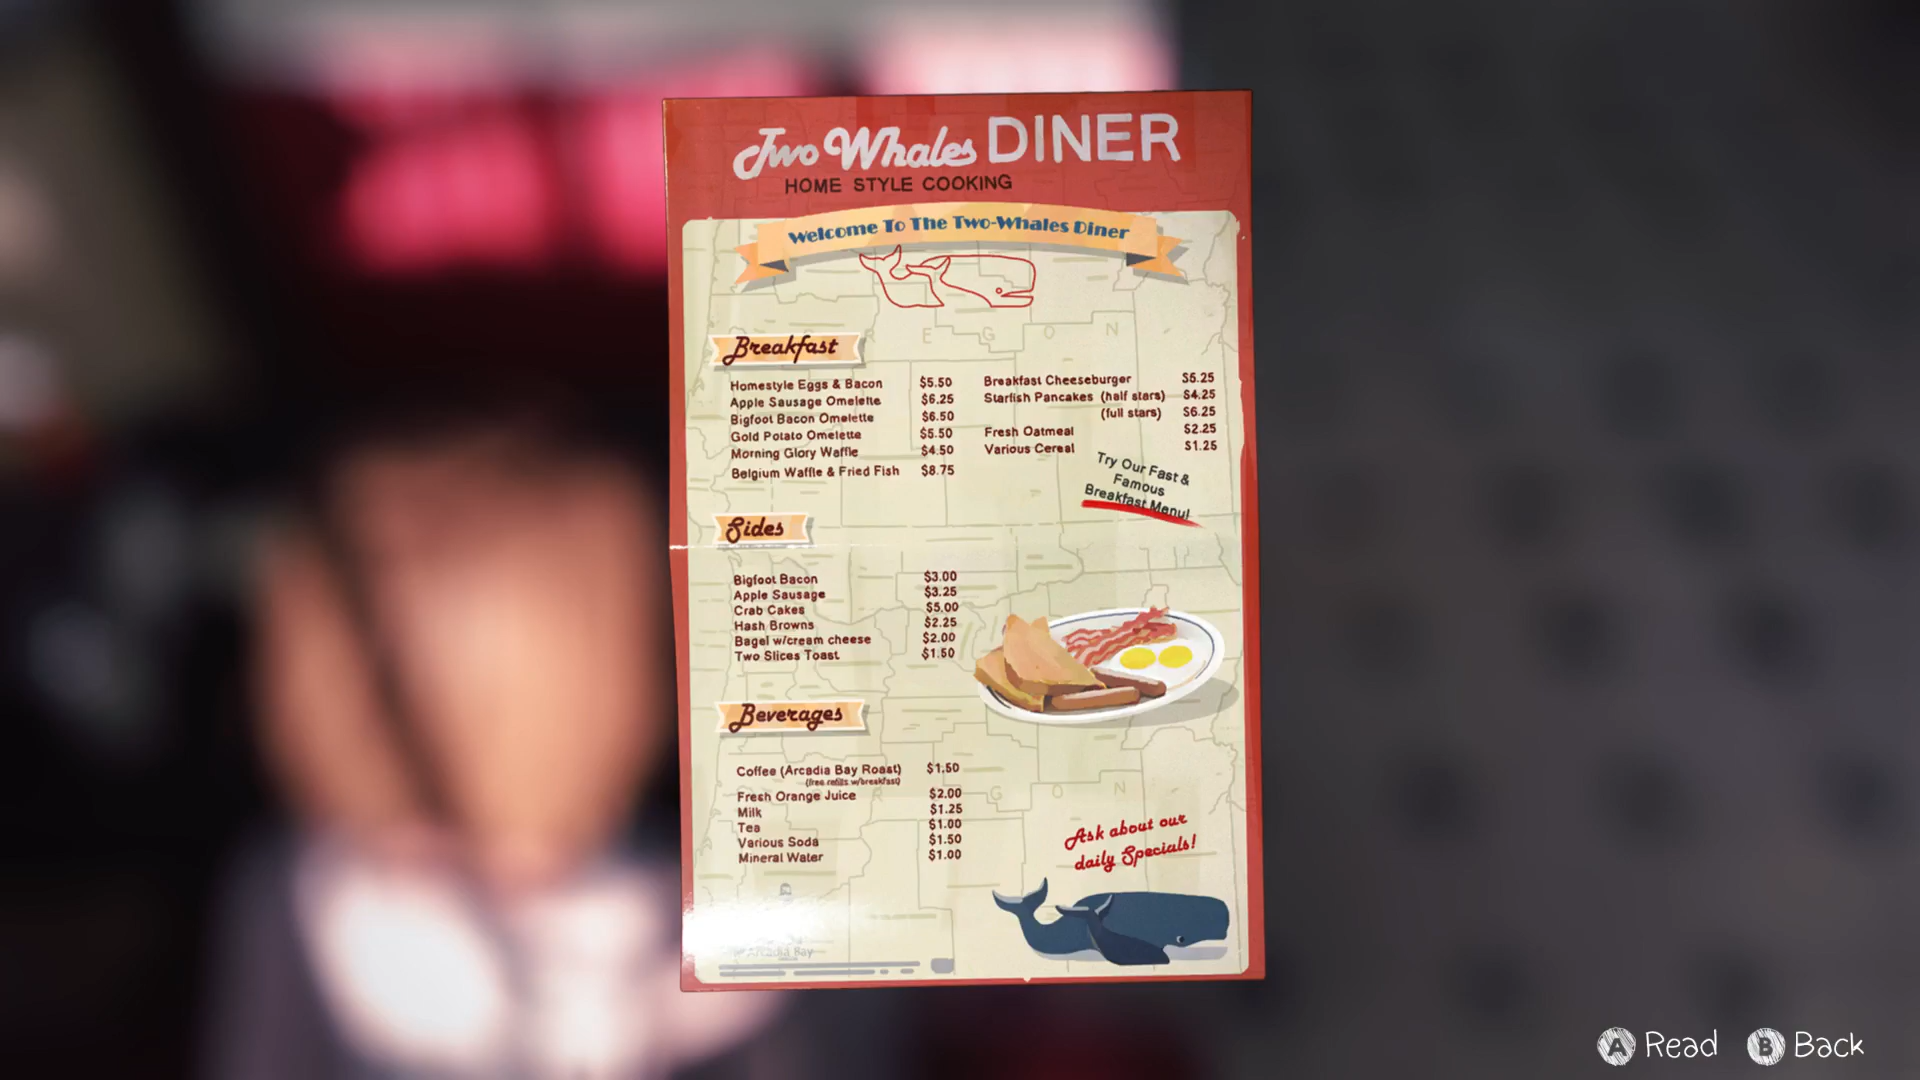 Two Whales DINER
HOME STYLE COOKING
Welcome To The Two-Whales Diner
E G O N
Breakfast
Homestyle Eggs & Bacon $5.50
Apple Sausage Omelette $6.25
Bigfoot Bacon Omelette $6.50
Gold Potato Omelette $5.50
Morning Glory Waffle $4.50
Belgium Waffle & Fried Fish $8.75
Breakfast Cheeseburger $5.25
Starfish Pancakes (half stars) $4.25
(full stars) $6.25
Fresh Oatmeal $2.25
Various Cereal $1.25
Try Our Fast &
Famous
Breakfast Menu!
Sides
Bigfoot Bacon $3.00
Apple Sausage $3.25
Crab Cakes $5.00
Hash Browns $2.25
Bagel w/cream cheese $2.00
Two Slices Toast $1.50
Beverages
Coffee (Arcadia Bay Roast) $1.50
(free refills w/breakfast)
Fresh Orange Juice $2.00
Milk $1.25
Tea $1.00
Various Soda $1.50
Mineral Water $1.00
G O N
Ask about our
daily Specials!
Arcadia Bay
A Read B Back